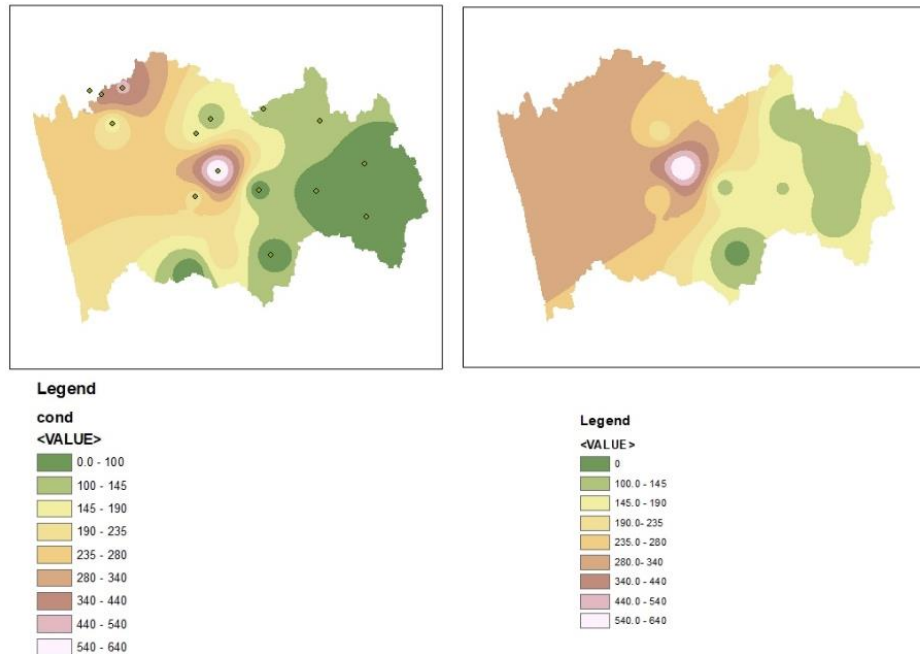 Legend
cond
<VALUE>
0.0 - 100
100 - 145
145 - 190
190 - 235
235 - 280
280 - 340
340 - 440
440 - 540
540 - 640
Legend
<VALUE>
0
100.0 - 145
145.0 - 190
190.0- 235
235.0 - 280
280.0- 340
340.0 - 440
440.0 - 540
540.0 - 640